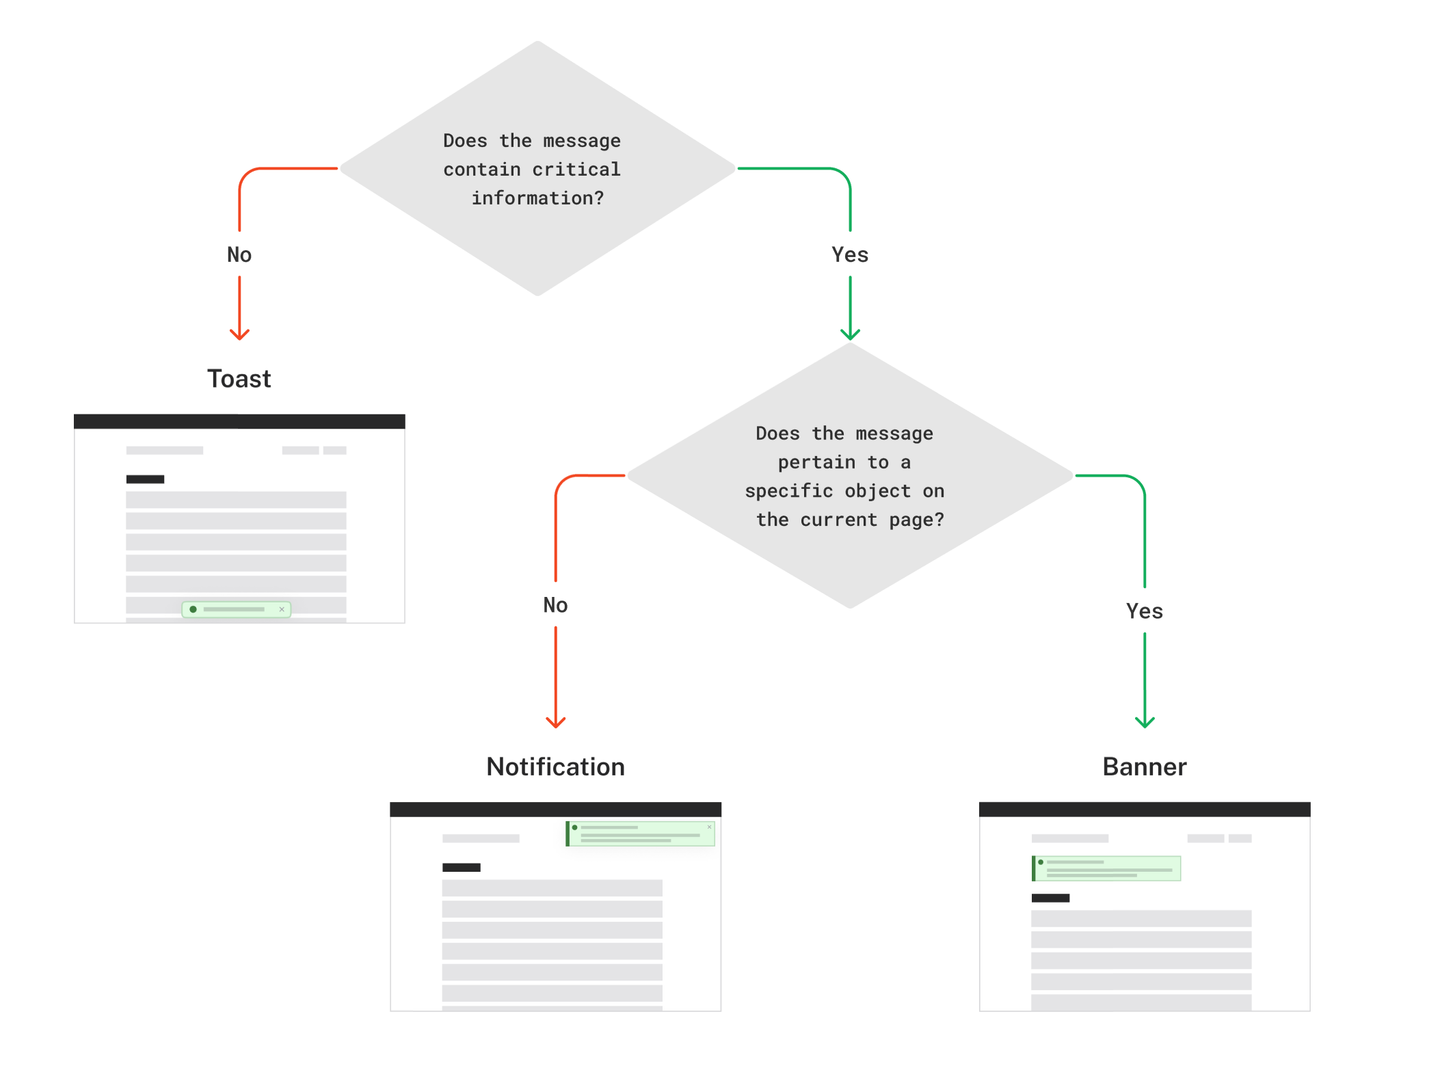 Does the message
contain critical
information?
No
Yes
Toast
Does the message
pertain to a
specific object on
the current page?
No
Yes
Notification
Banner